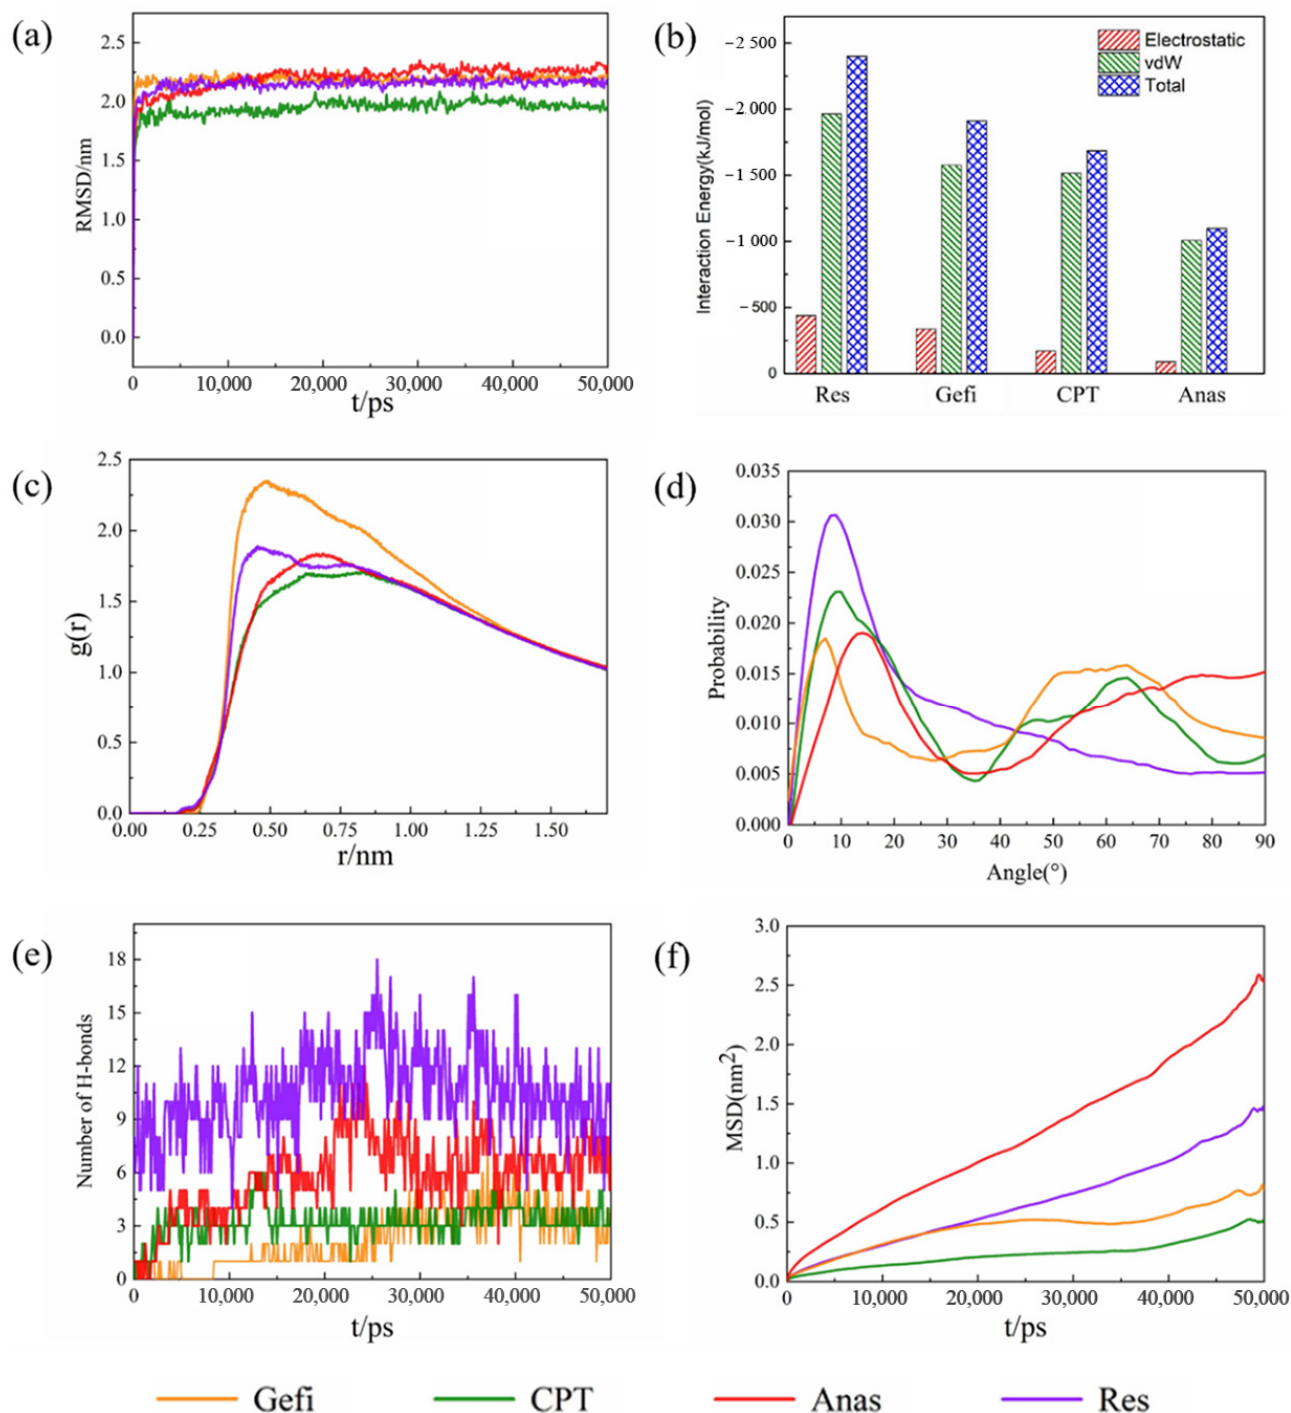 (a)
2.5
2.0
1.5
1.0
0.5
0.0
RMSD/nm
0 10,000 20,000 30,000 40,000 50,000
t/ps
(b)
−2 500
−2 000
−1 500
−1 000
−500
0
Interaction Energy(kJ/mol)
Electrostatic
vdW
Total
Res Gefi CPT Anas
(c)
2.5
2.0
1.5
1.0
0.5
0.0
g(r)
0.00 0.25 0.50 0.75 1.00 1.25 1.50
r/nm
(d)
0.035
0.030
0.025
0.020
0.015
0.010
0.005
0.000
Probability
0 10 20 30 40 50 60 70 80 90
Angle(°)
(e)
18
15
12
9
6
3
0
Number of H-bonds
0 10,000 20,000 30,000 40,000 50,000
t/ps
(f)
3.0
2.5
2.0
1.5
1.0
0.5
0.0
MSD(nm²)
0 10,000 20,000 30,000 40,000 50,000
t/ps
Gefi CPT Anas Res